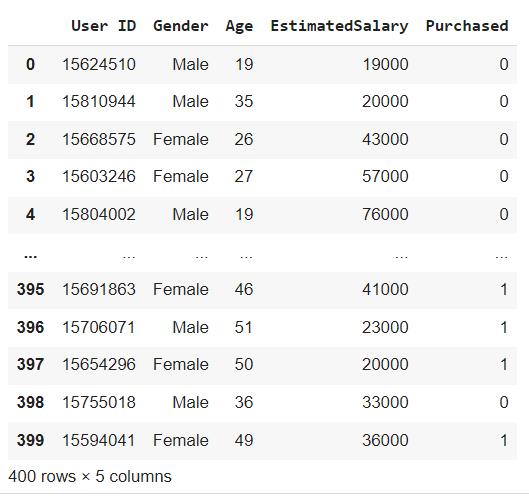 User ID Gender Age EstimatedSalary Purchased
0 15624510 Male 19 19000 0
1 15810944 Male 35 20000 0
2 15668575 Female 26 43000 0
3 15603246 Female 27 57000 0
4 15804002 Male 19 76000 0
... ... ... ... ... ...
395 15691863 Female 46 41000 1
396 15706071 Male 51 23000 1
397 15654296 Female 50 20000 1
398 15755018 Male 36 33000 0
399 15594041 Female 49 36000 1
400 rows × 5 columns